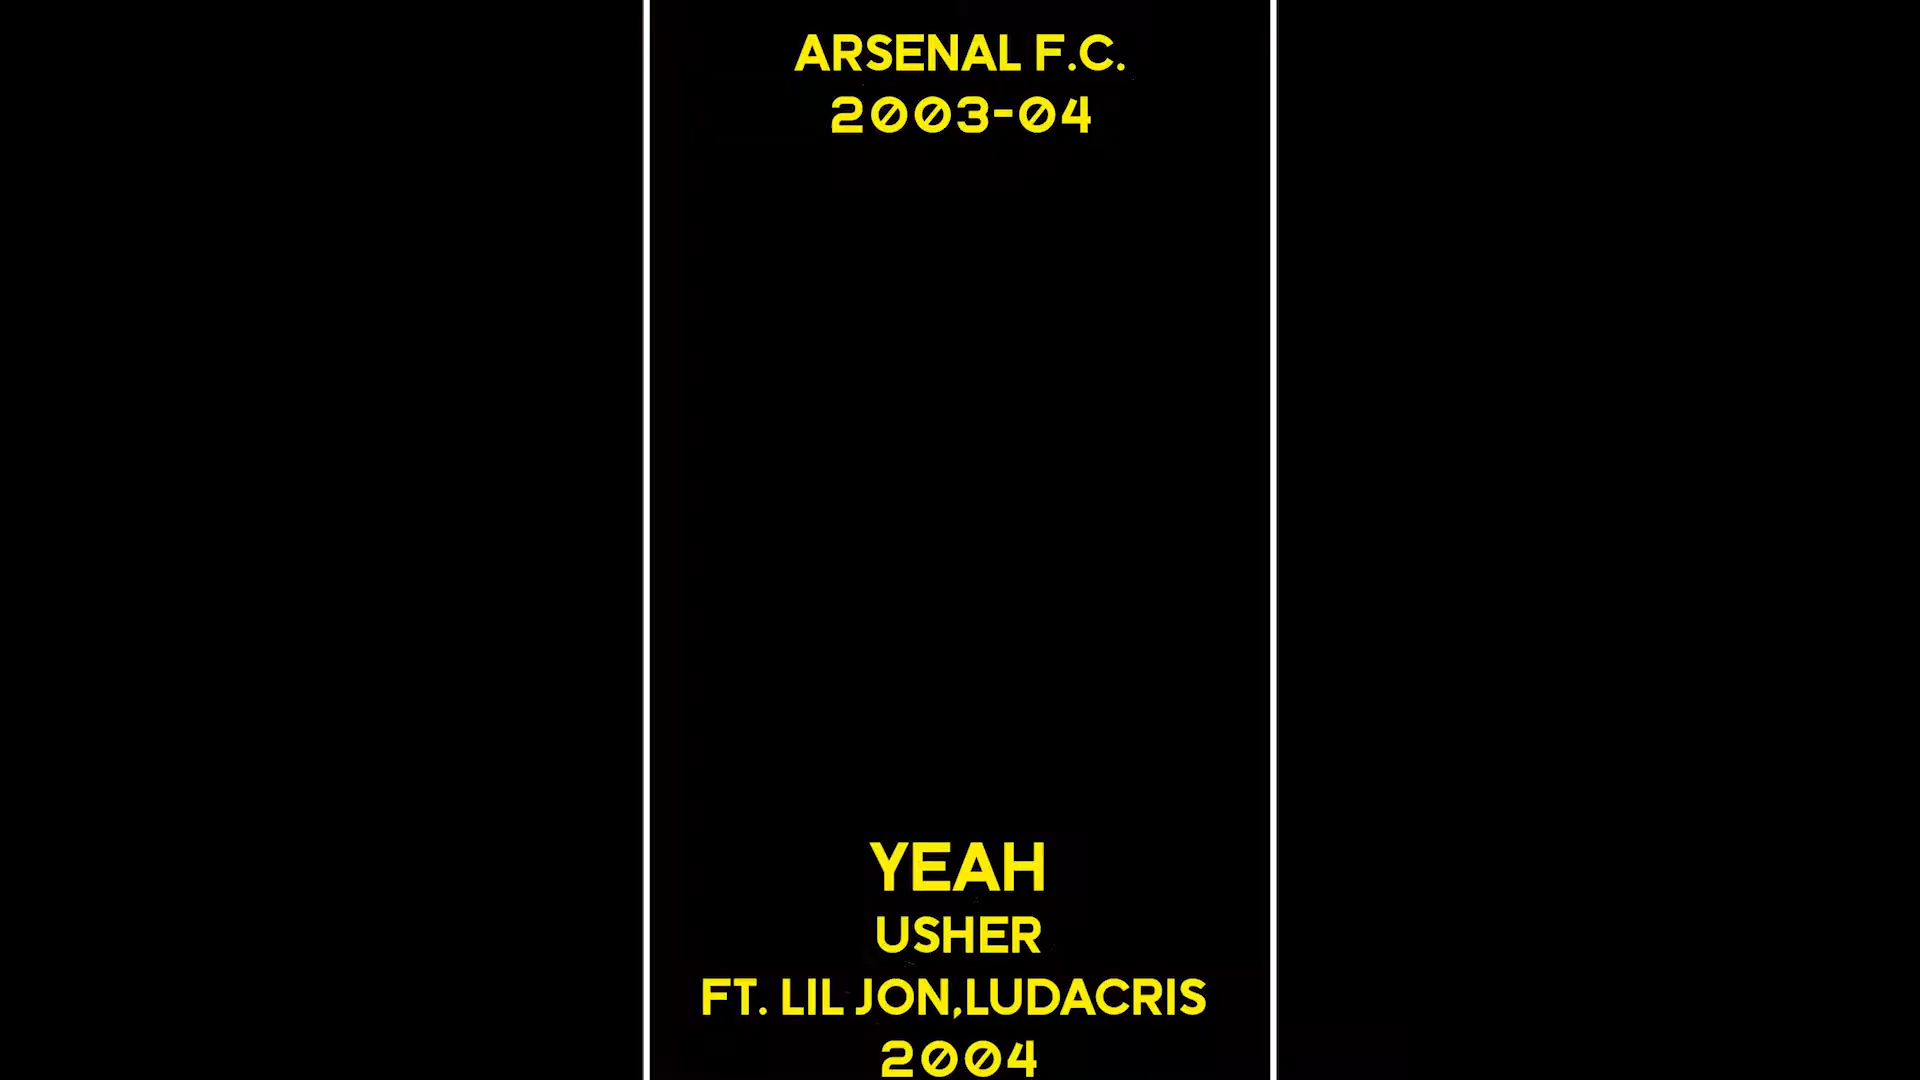 ARSENAL F.C.
2003-04
YEAH
USHER
FT. LIL JON,LUDACRIS
2004